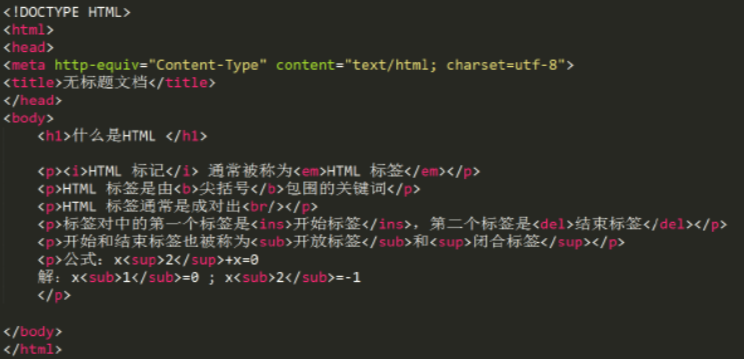 <!DOCTYPE HTML>
<html>
<head>
<meta http-equiv="Content-Type" content="text/html; charset=utf-8">
<title>无标题文档</title>
</head>
<body>
<h1>什么是HTML </h1>
<p><i>HTML 标记</i> 通常被称为<em>HTML 标签</em></p>
<p>HTML 标签是由<b>尖括号</b>包围的关键词</p>
<p>HTML 标签通常是成对出<br/></p>
<p>标签对中的第一个标签是<ins>开始标签</ins>，第二个标签是<del>结束标签</del></p>
<p>开始和结束标签也被称为<sub>开放标签</sub>和<sup>闭合标签</sup></p>
<p>公式：x<sup>2</sup>+x=0
解：x<sub>1</sub>=0 ; x<sub>2</sub>=-1
</p>
</body>
</html>